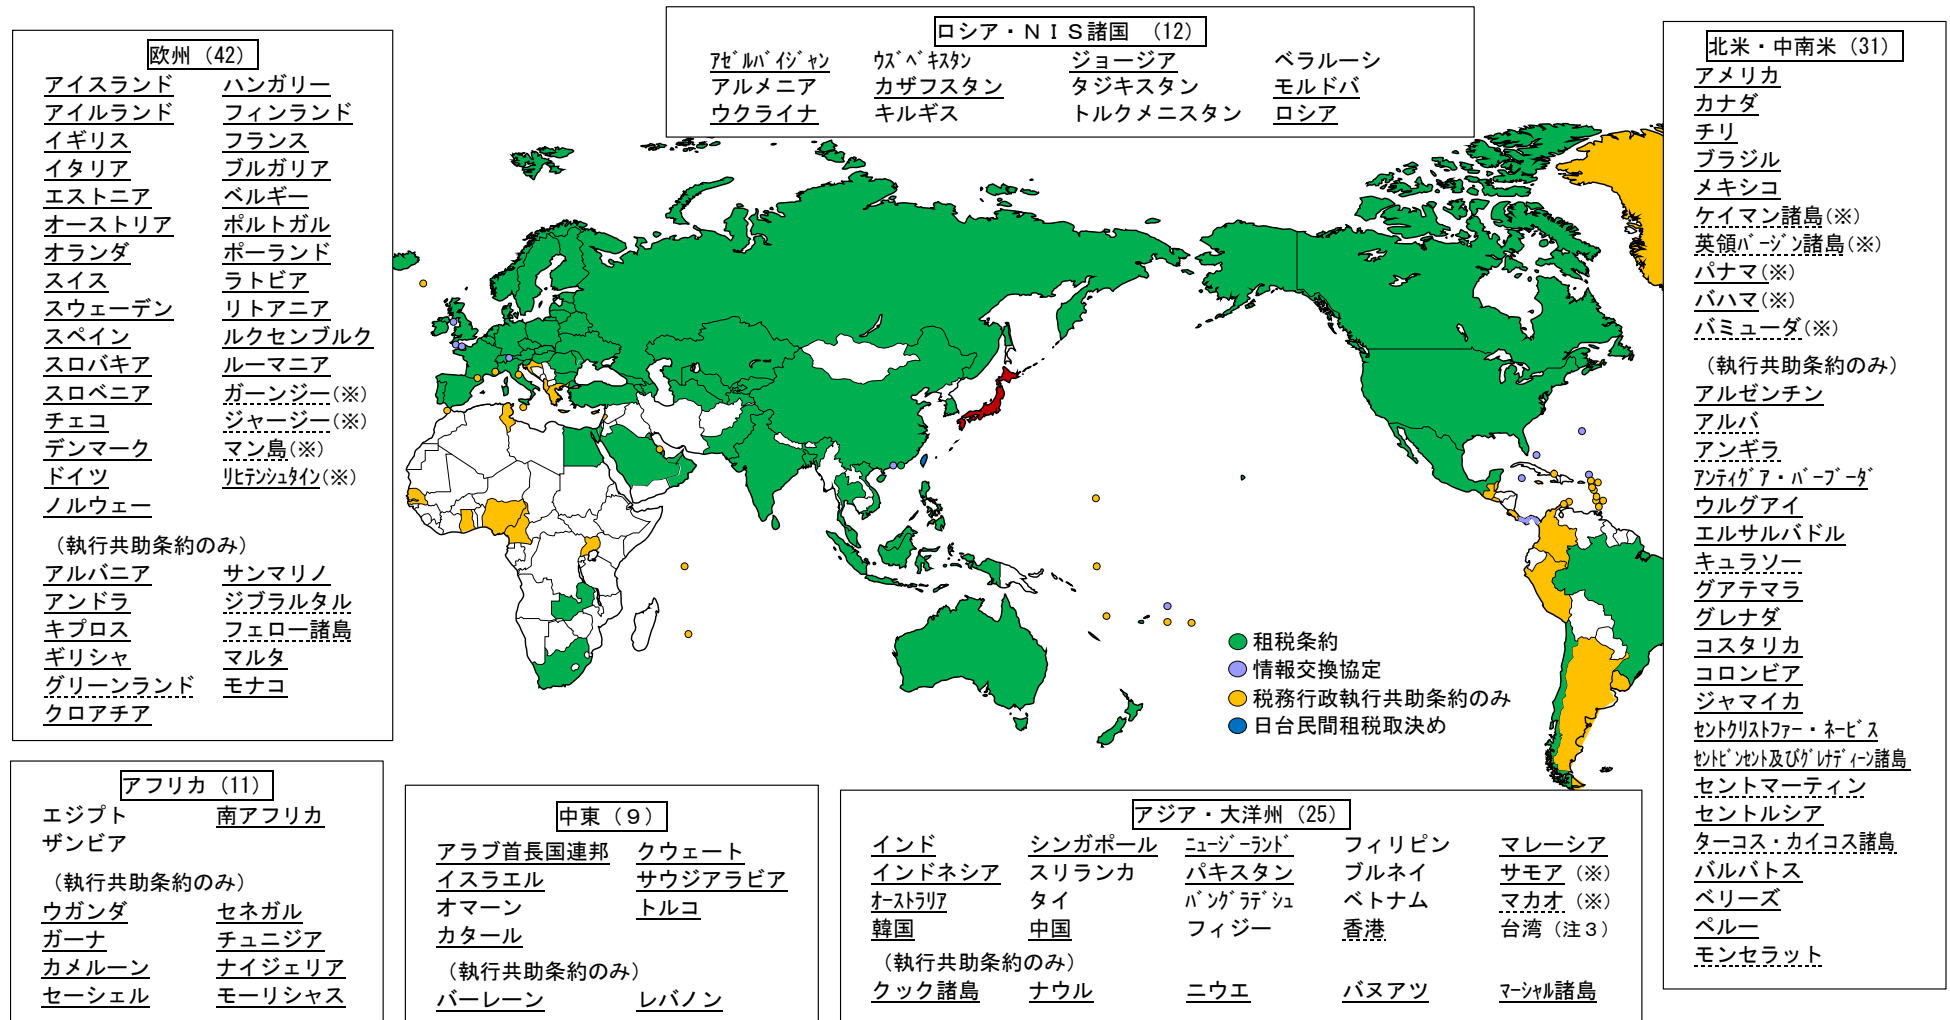 欧州（42）
アイスランド ハンガリー
アイルランド フィンランド
イギリス フランス
イタリア ブルガリア
エストニア ベルギー
オーストリア ポルトガル
オランダ ポーランド
スイス ラトビア
スウェーデン リトアニア
スペイン ルクセンブルク
スロバキア ルーマニア
スロベニア ガーンジー(※)
チェコ ジャージー(※)
デンマーク マン島(※)
ドイツ ﾘﾋﾃﾝｼｭﾀｲﾝ(※)
ノルウェー
（執行共助条約のみ）
アルバニア サンマリノ
アンドラ ジブラルタル
キプロス フェロー諸島
ギリシャ マルタ
グリーンランド モナコ
クロアチア
ロシア・ＮＩＳ諸国 （12）
ｱｾﾞﾙﾊﾞｲｼﾞｬﾝ ｳｽﾞﾍﾞｷｽﾀﾝ ジョージア ベラルーシ
アルメニア カザフスタン タジキスタン モルドバ
ウクライナ キルギス トルクメニスタン ロシア
北米・中南米（31）
アメリカ
カナダ
チリ
ブラジル
メキシコ
ケイマン諸島(※)
英領ﾊﾞｰｼﾞﾝ諸島(※)
パナマ(※)
バハマ(※)
バミューダ(※)
（執行共助条約のみ）
アルゼンチン
アルバ
アンギラ
ｱﾝﾃｨｸﾞｱ・ﾊﾞｰﾌﾞｰﾀﾞ
ウルグアイ
エルサルバドル
キュラソー
グアテマラ
グレナダ
コスタリカ
コロンビア
ジャマイカ
ｾﾝﾄｸﾘｽﾄﾌｧｰ・ﾈｰﾋﾞｽ
ｾﾝﾄﾋﾞﾝｾﾝﾄ及びｸﾞﾚﾅﾃﾞｨｰﾝ諸島
セントマーティン
セントルシア
ターコス・カイコス諸島
バルバトス
ベリーズ
ペルー
モンセラット
租税条約
情報交換協定
税務行政執行共助条約のみ
日台民間租税取決め
アフリカ（11）
エジプト 南アフリカ
ザンビア
（執行共助条約のみ）
ウガンダ セネガル
ガーナ チュニジア
カメルーン ナイジェリア
セーシェル モーリシャス
中東（９）
アラブ首長国連邦 クウェート
イスラエル サウジアラビア
オマーン トルコ
カタール
（執行共助条約のみ）
バーレーン レバノン
アジア・大洋州（25）
インド シンガポール ﾆｭｰｼﾞｰﾗﾝﾄﾞ フィリピン マレーシア
インドネシア スリランカ パキスタン ブルネイ サモア（※）
ｵｰｽﾄﾗﾘｱ タイ ﾊﾞﾝｸﾞﾗﾃﾞｼｭ ベトナム マカオ（※）
韓国 中国 フィジー 香港 台湾（注３）
（執行共助条約のみ）
クック諸島 ナウル ニウエ バヌアツ ﾏｰｼｬﾙ諸島